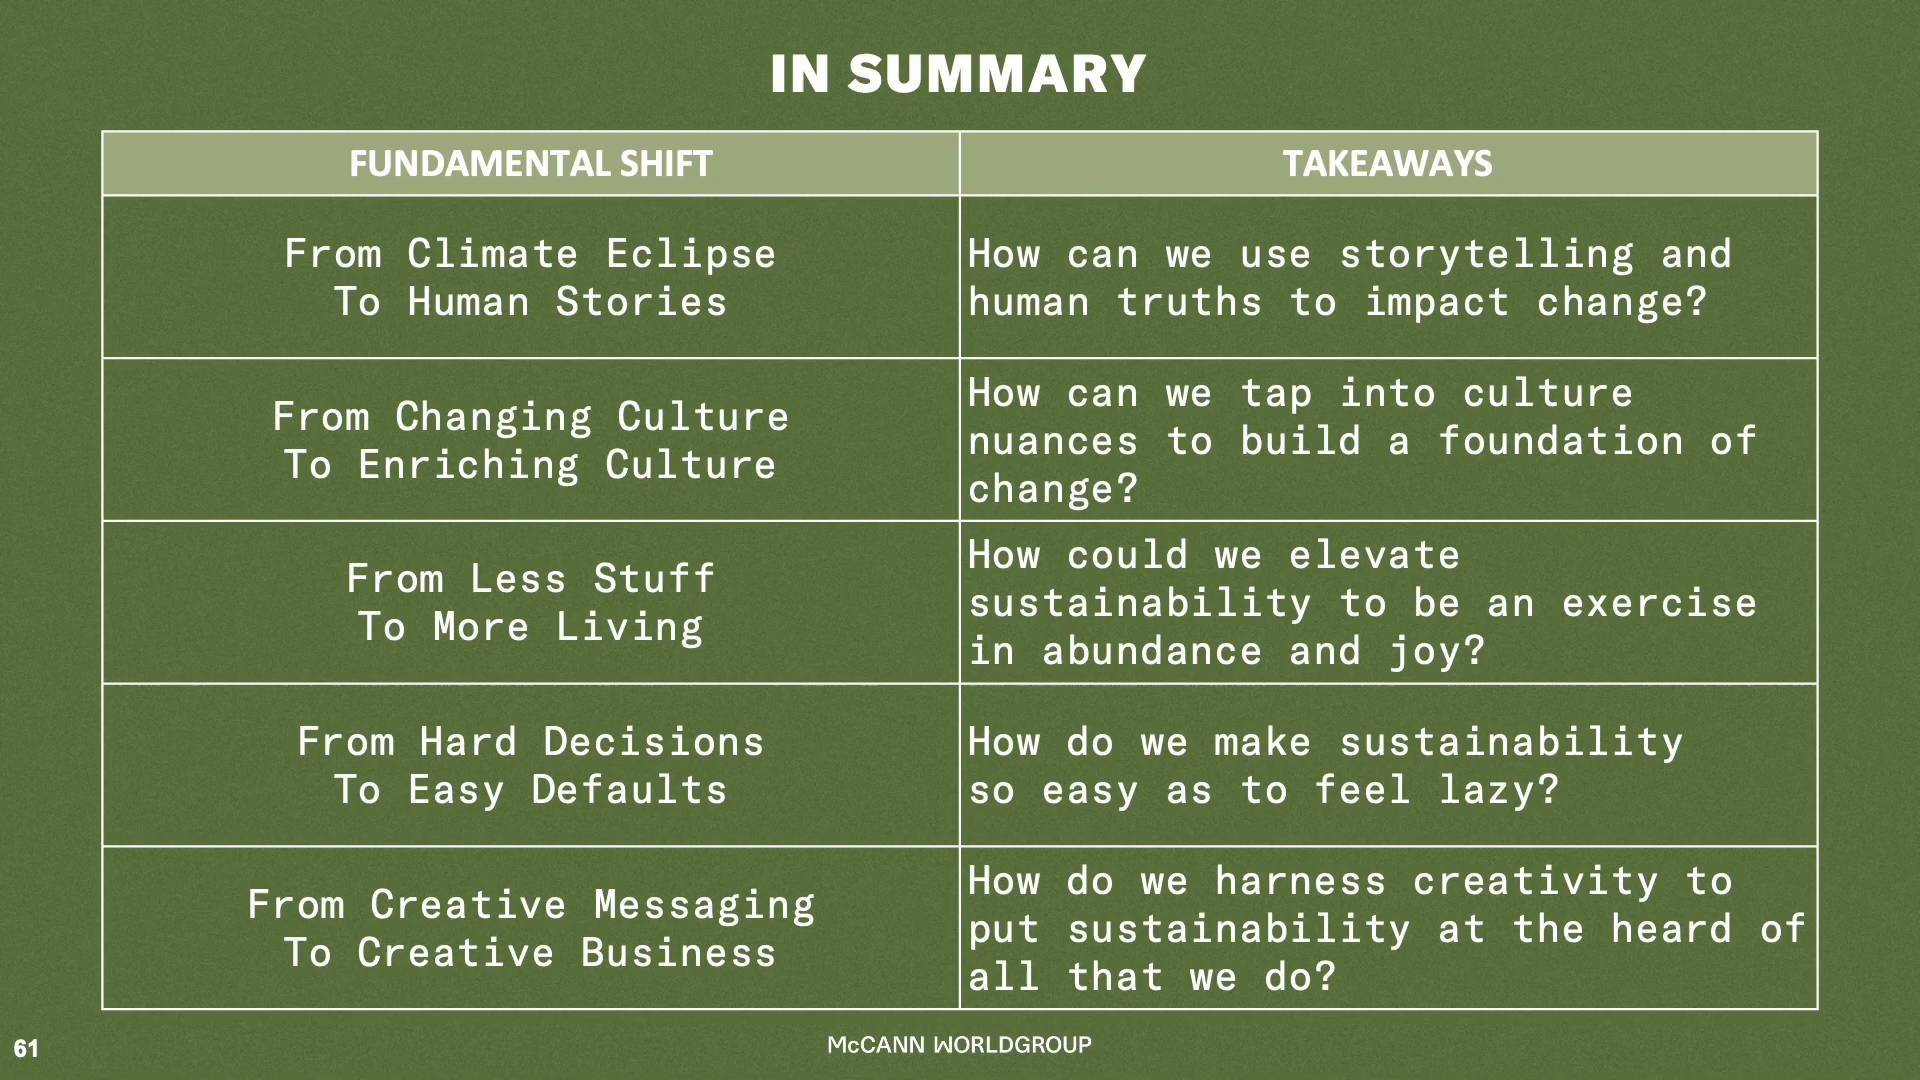 IN SUMMARY
FUNDAMENTAL SHIFT
TAKEAWAYS
From Climate Eclipse
To Human Stories
How can we use storytelling and
human truths to impact change?
From Changing Culture
To Enriching Culture
How can we tap into culture
nuances to build a foundation of
change?
From Less Stuff
To More Living
How could we elevate
sustainability to be an exercise
in abundance and joy?
From Hard Decisions
To Easy Defaults
How do we make sustainability
so easy as to feel lazy?
From Creative Messaging
To Creative Business
How do we harness creativity to
put sustainability at the heard of
all that we do?
61
McCANN WORLDGROUP